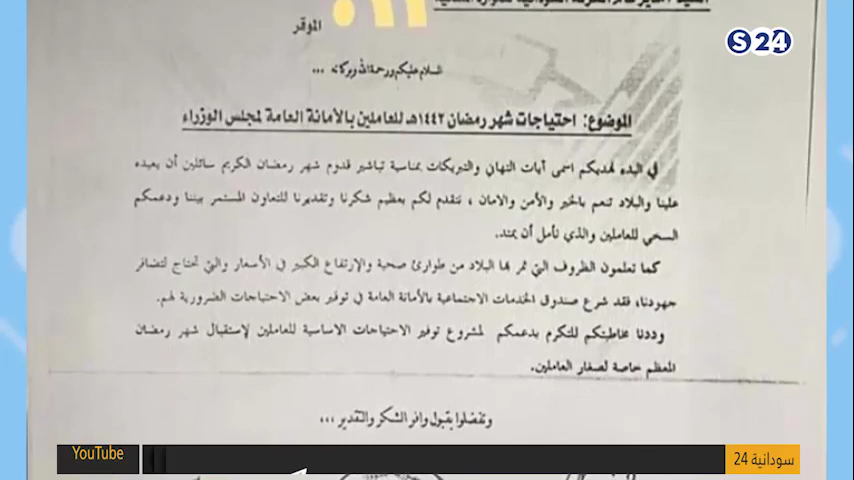 S24
الموقر
السلام عليكم ورحمة الله وبركاته ...
الموضوع: احتياجات شهر رمضان ١٤٤٢هـ للعاملين بالأمانة العامة لمجلس الوزراء
في البدء نهديكم اسمى آيات التهاني والتبريكات بمناسبة تباشير قدوم شهر رمضان الكريم سائلين أن يعيده
علينا والبلاد تنعم بالخير والأمن والامان ، نتقدم لكم بعظيم شكرنا وتقديرنا للتعاون المستمر بيننا ودعمكم
السخي للعاملين والذي نأمل أن يمتد.
كما تعلمون الظروف التي تمر بها البلاد من طوارئ صحية والإرتفاع الكبير في الأسعار والتي تحتاج لتضافر
جهودنا، فقد شرع صندوق الخدمات الاجتماعية بالأمانة العامة في توفير بعض الاحتياجات الضرورية لهم.
وددنا مخاطبتكم للتكرم بدعمكم لمشروع توفير الاحتياجات الاساسية للعاملين لإستقبال شهر رمضان
المعظم خاصة لصغار العاملين.
وتفضلوا بقبول وافر الشكر والتقدير ...
YouTube
سودانية 24